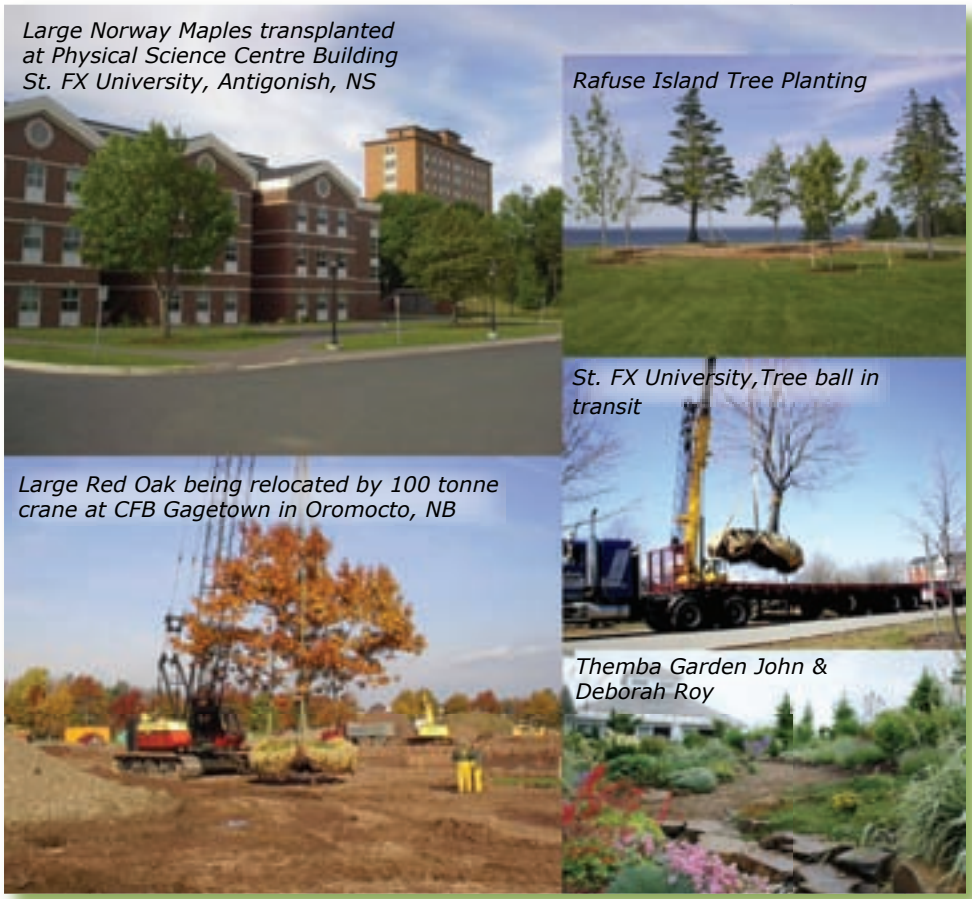 Large Norway Maples transplanted
at Physical Science Centre Building
St. FX University, Antigonish, NS
Rafuse Island Tree Planting
St. FX University,Tree ball in
transit
Large Red Oak being relocated by 100 tonne
crane at CFB Gagetown in Oromocto, NB
Themba Garden John &
Deborah Roy